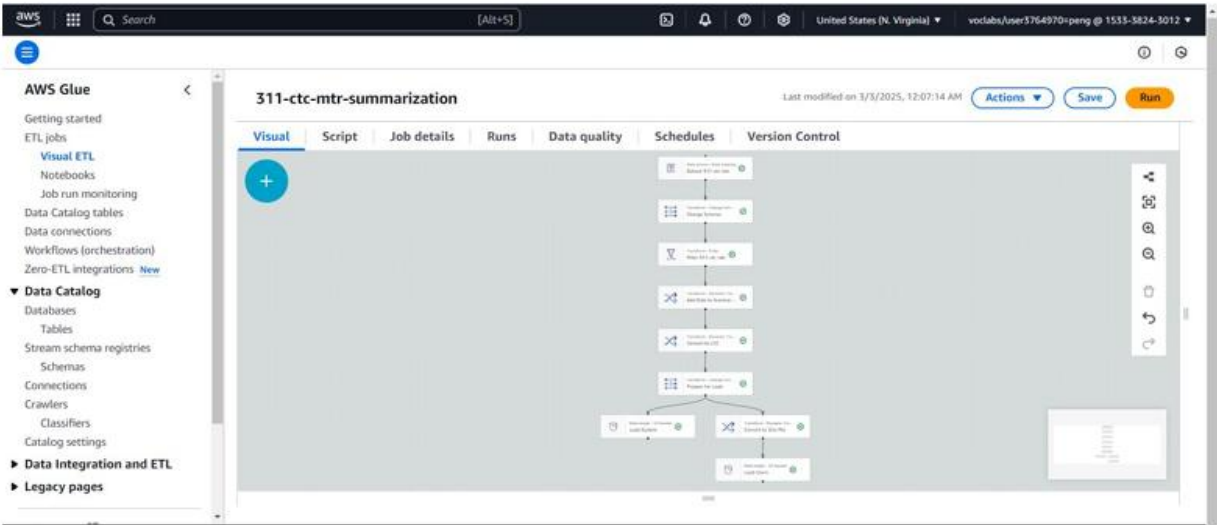 aws
Search
[Alt+S]
United States (N. Virginia)
voclabs/user3764970=peng @ 1533-3824-3012
AWS Glue
Getting started
ETL jobs
Visual ETL
Notebooks
Job run monitoring
Data Catalog tables
Data connections
Workflows (orchestration)
Zero-ETL integrations New
Data Catalog
Databases
Tables
Stream schema registries
Schemas
Connections
Crawlers
Classifiers
Catalog settings
Data Integration and ETL
Legacy pages
311-ctc-mtr-summarization
Last modified on 3/3/2025, 12:07:14 AM
Actions
Save
Run
Visual
Script
Job details
Runs
Data quality
Schedules
Version Control
Change Schema
Load System